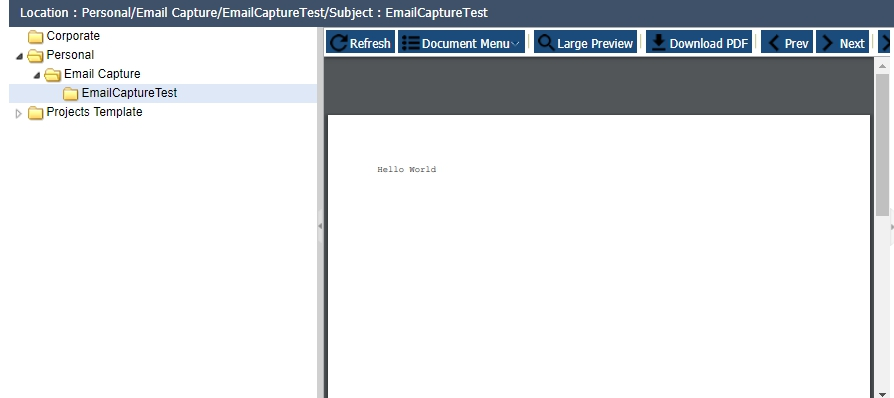 Location : Personal/Email Capture/EmailCaptureTest/Subject : EmailCaptureTest
Corporate
Personal
Email Capture
EmailCaptureTest
Projects Template
Refresh Document Menu Large Preview Download PDF Prev Next
Hello World